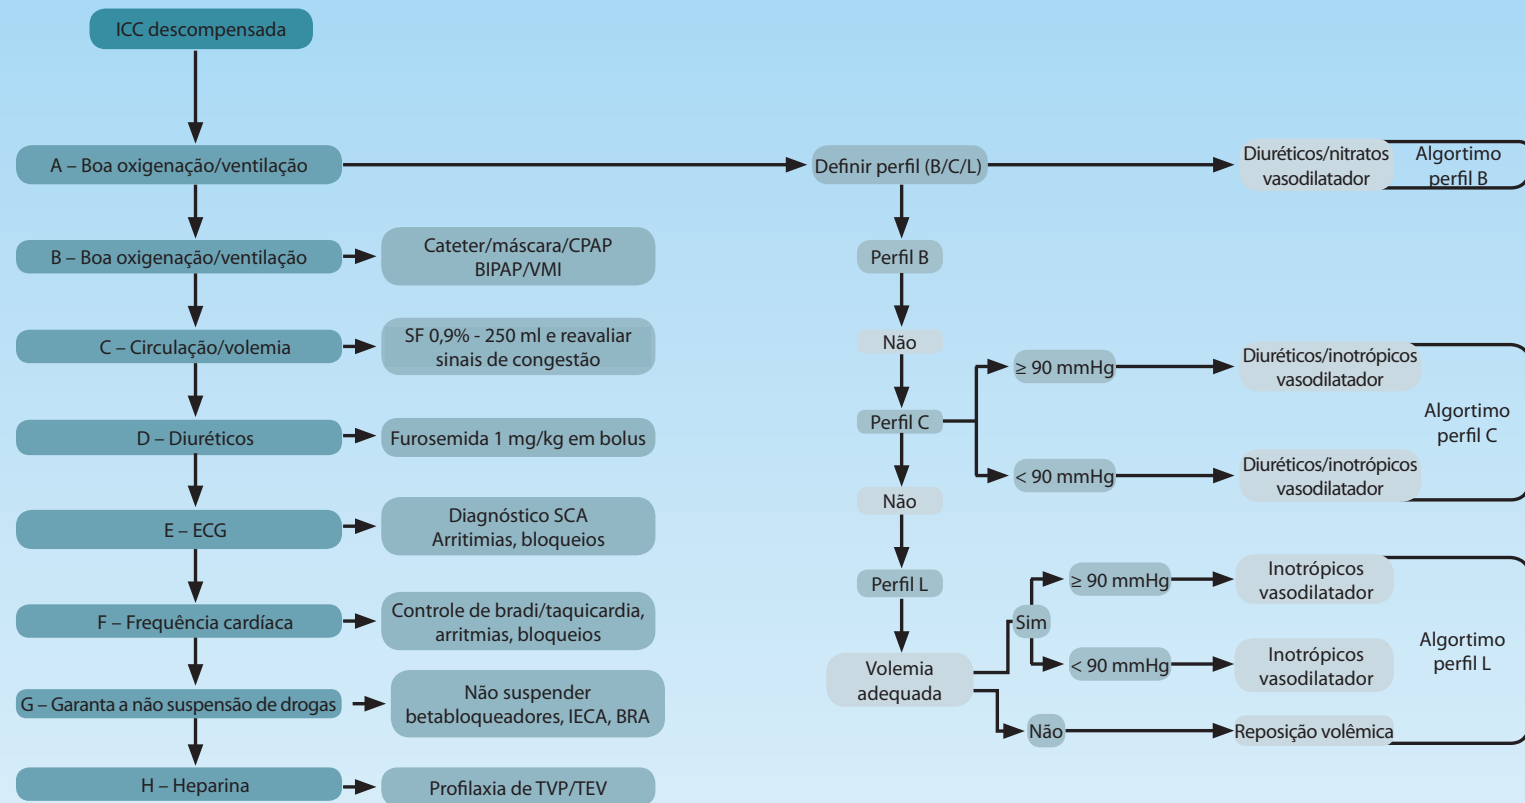 ICC descompensada
A – Boa oxigenação/ventilação
B – Boa oxigenação/ventilação
Cateter/máscara/CPAP
BIPAP/VMI
C – Circulação/volemia
SF 0,9% - 250 ml e reavaliar
sinais de congestão
D – Diuréticos
Furosemida 1 mg/kg em bolus
E – ECG
Diagnóstico SCA
Arritimias, bloqueios
F – Frequência cardíaca
Controle de bradi/taquicardia,
arritmias, bloqueios
G – Garanta a não suspensão de drogas
Não suspender
betabloqueadores, IECA, BRA
H – Heparina
Profilaxia de TVP/TEV
Definir perfil (B/C/L)
Diuréticos/nitratos
vasodilatador
Algortimo
perfil B
Perfil B
Não
Perfil C
≥ 90 mmHg
Diuréticos/inotrópicos
vasodilatador
< 90 mmHg
Diuréticos/inotrópicos
vasodilatador
Algortimo
perfil C
Não
Perfil L
Volemia
adequada
Sim
≥ 90 mmHg
Inotrópicos
vasodilatador
< 90 mmHg
Inotrópicos
vasodilatador
Não
Reposição volêmica
Algortimo
perfil L